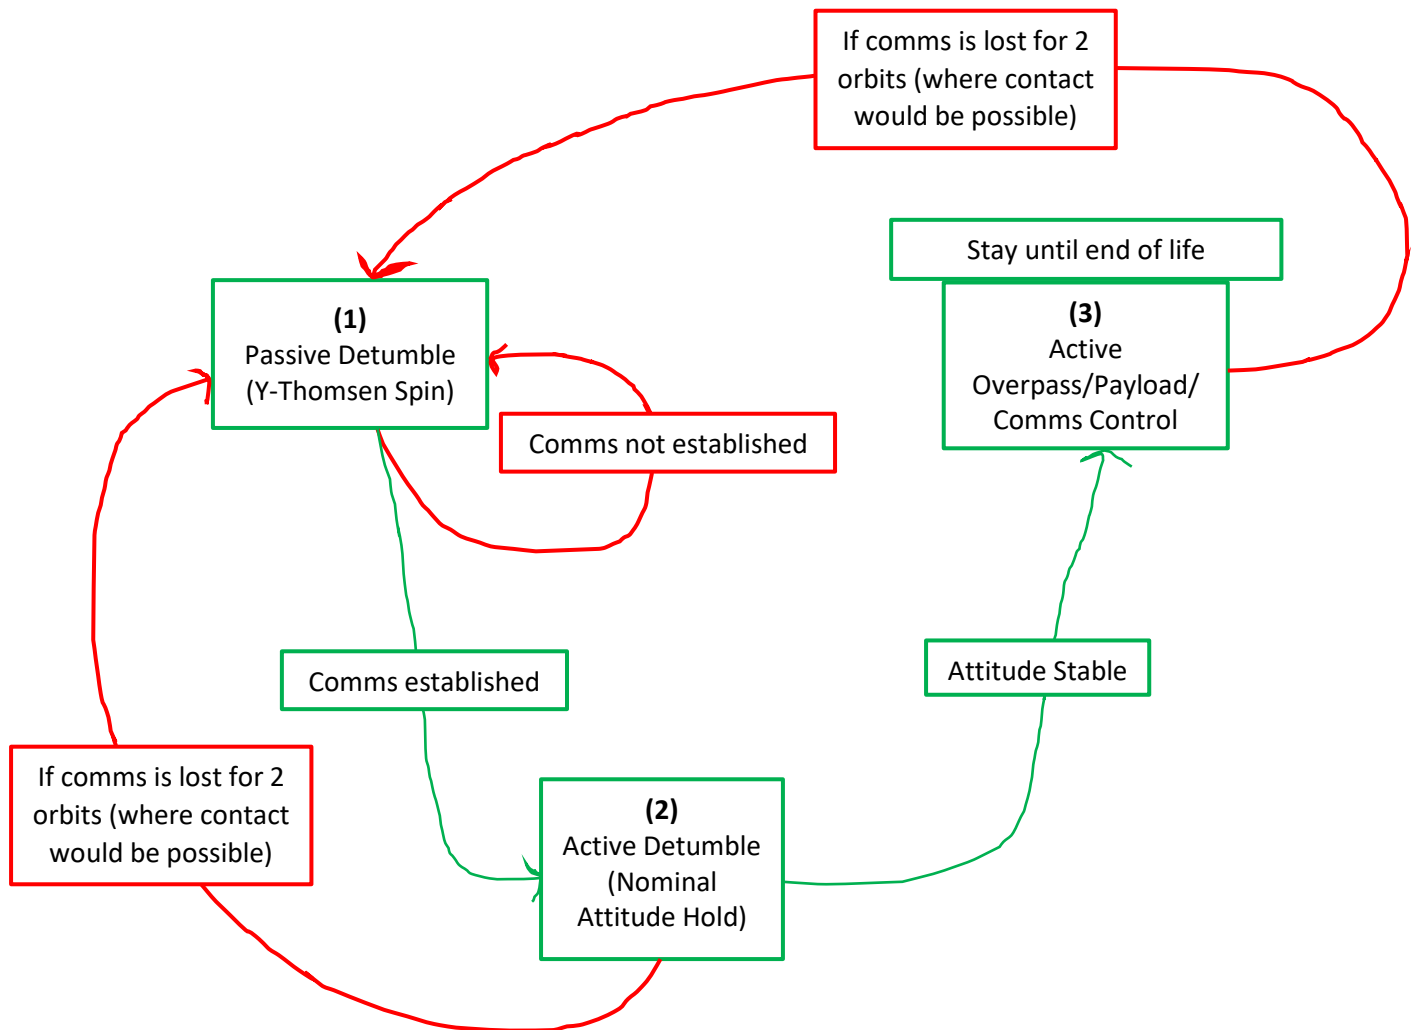 If comms is lost for 2
orbits (where contact
would be possible)
Stay until end of life
(1)
Passive Detumble
(Y-Thomsen Spin)
(3)
Active
Overpass/Payload/
Comms Control
Comms not established
Comms established
Attitude Stable
If comms is lost for 2
orbits (where contact
would be possible)
(2)
Active Detumble
(Nominal
Attitude Hold)